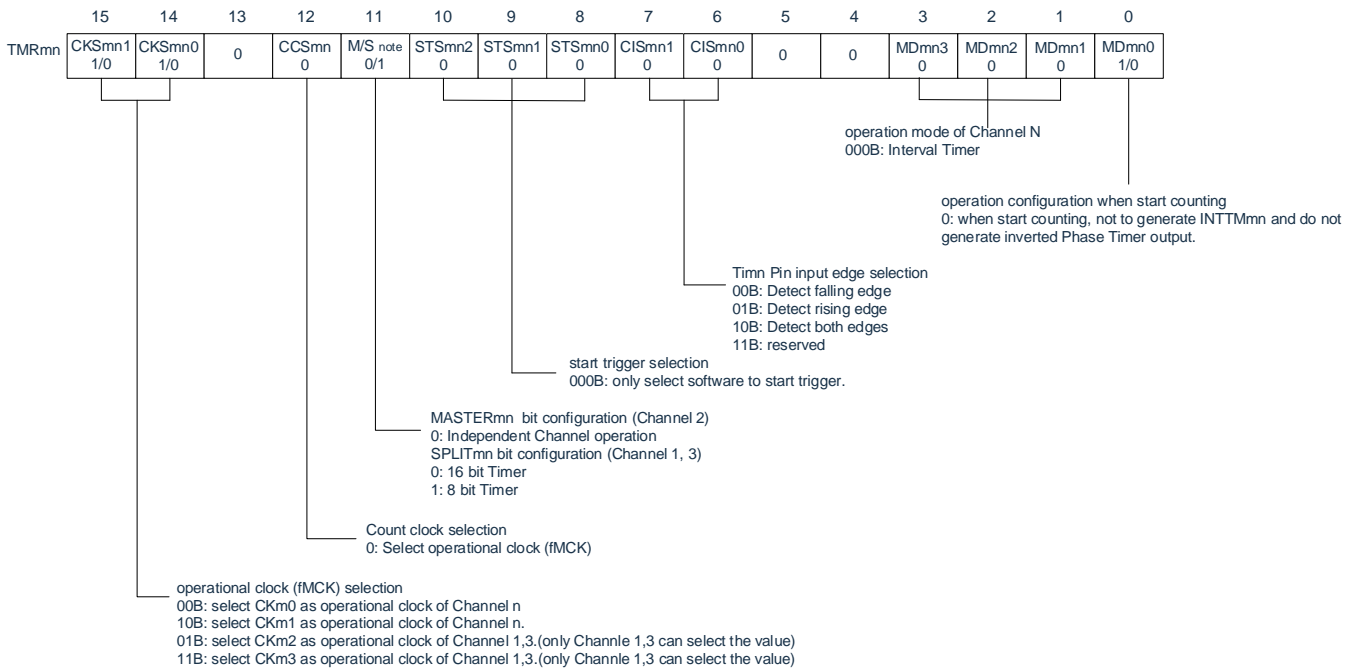 15 14 13 12 11 10 9 8 7 6 5 4 3 2 1 0
TMRmn CKSmn1 CKSmn0 0 CCSmn M/S note STSmn2 STSmn1 STSmn0 CISmn1 CISmn0 0 0 MDmn3 MDmn2 MDmn1 MDmn0
1/0 1/0 0 0/1 0 0 0 0 0 0 0 0 1/0
operation mode of Channel N
000B: Interval Timer
operation configuration when start counting
0: when start counting, not to generate INTTMmn and do not
generate inverted Phase Timer output.
Timn Pin input edge selection
00B: Detect falling edge
01B: Detect rising edge
10B: Detect both edges
11B: reserved
start trigger selection
000B: only select software to start trigger.
MASTERmn bit configuration (Channel 2)
0: Independent Channel operation
SPLITmn bit configuration (Channel 1, 3)
0: 16 bit Timer
1: 8 bit Timer
Count clock selection
0: Select operational clock (fMCK)
operational clock (fMCK) selection
00B: select CKm0 as operational clock of Channel n
10B: select CKm1 as operational clock of Channel n.
01B: select CKm2 as operational clock of Channel 1,3.(only Channle 1,3 can select the value)
11B: select CKm3 as operational clock of Channel 1,3.(only Channle 1,3 can select the value)